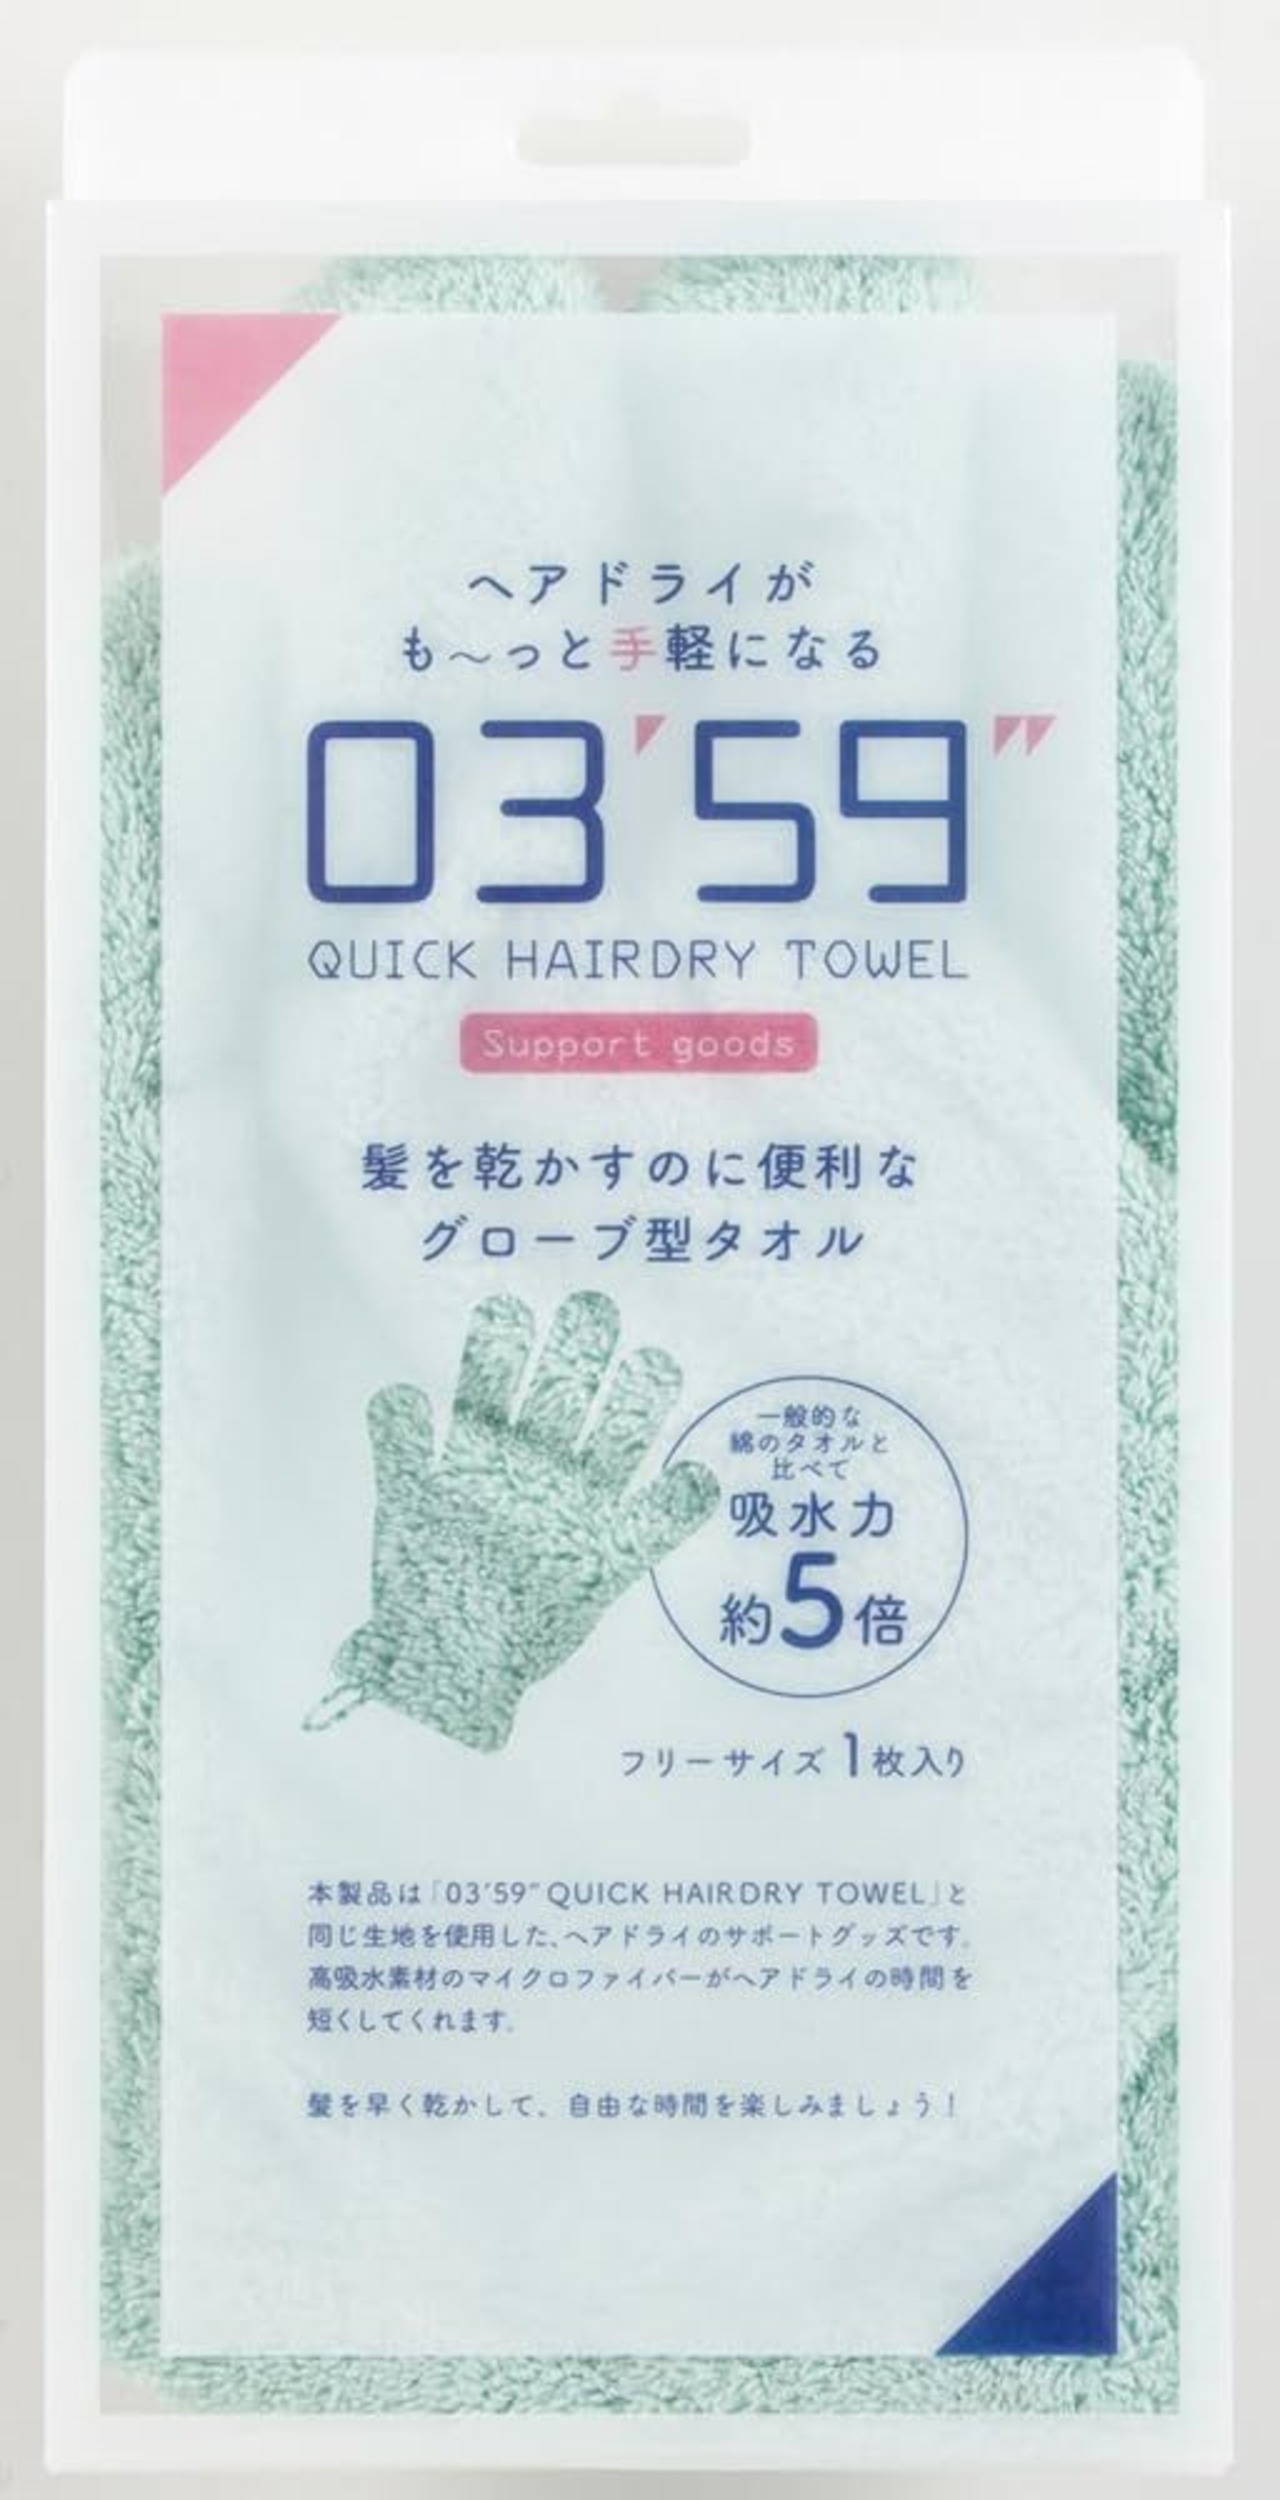 ヘアドライが
も〜っと手軽になる
03′59″
QUICK HAIRDRY TOWEL
Support goods
髪を乾かすのに便利な
グローブ型タオル
一般的な
綿のタオルと
比べて
吸水力
約5倍
フリーサイズ 1枚入り
本製品は「03′59″QUICK HAIRDRY TOWEL」と
同じ生地を使用した、ヘアドライのサポートグッズです。
高吸水素材のマイクロファイバーがヘアドライの時間を
短くしてくれます。
髪を早く乾かして、自由な時間を楽しみましょう！